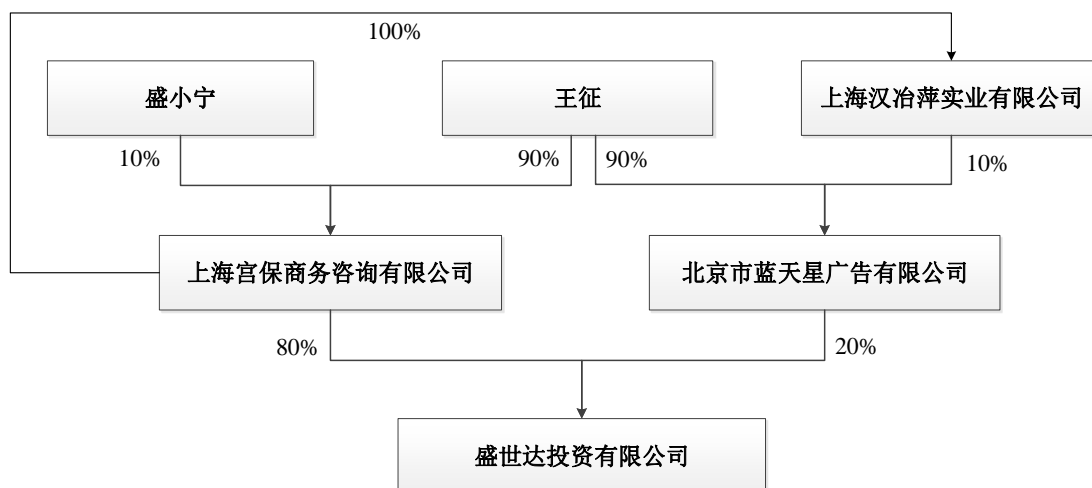 100%
盛小宁
王征
上海汉冶萍实业有限公司
10%
90%
90%
10%
上海宫保商务咨询有限公司
北京市蓝天星广告有限公司
80%
20%
盛世达投资有限公司